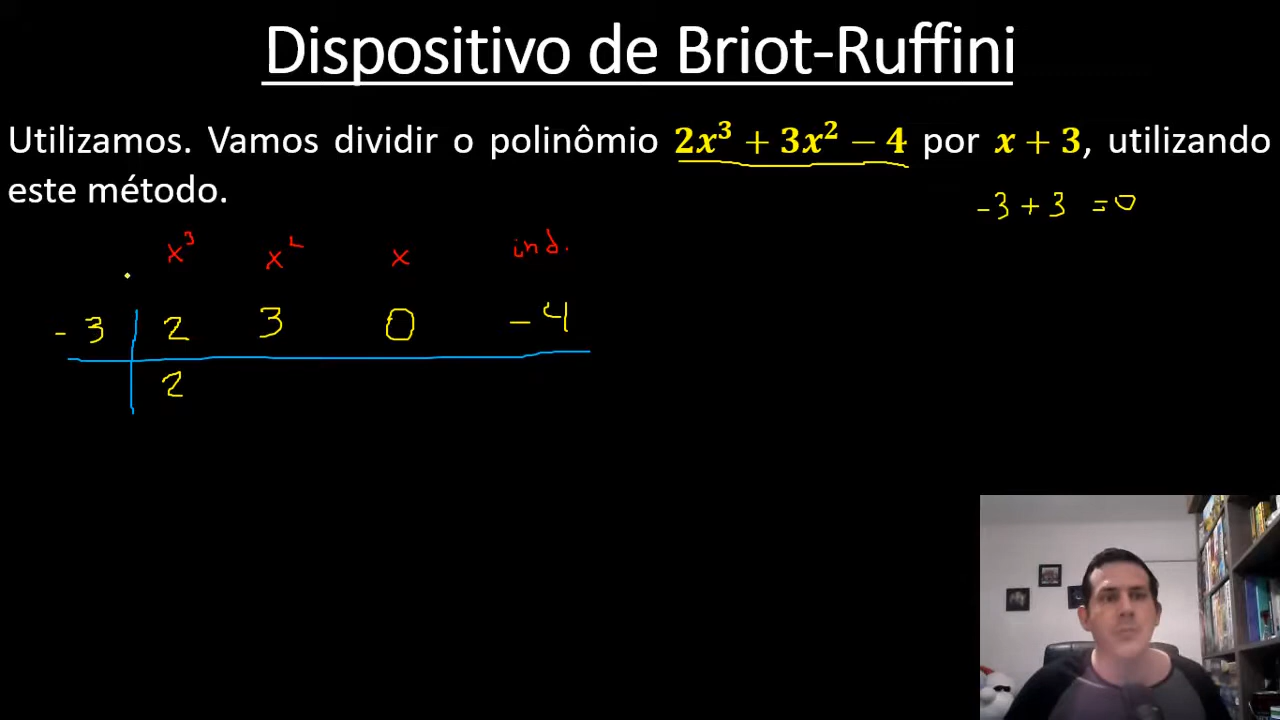 Dispositivo de Briot-Ruffini
Utilizamos. Vamos dividir o polinômio 2x³ + 3x² − 4 por x + 3, utilizando
este método.
-3 + 3 = 0
x³ x² x ind.
-3 2 3 0 -4
2